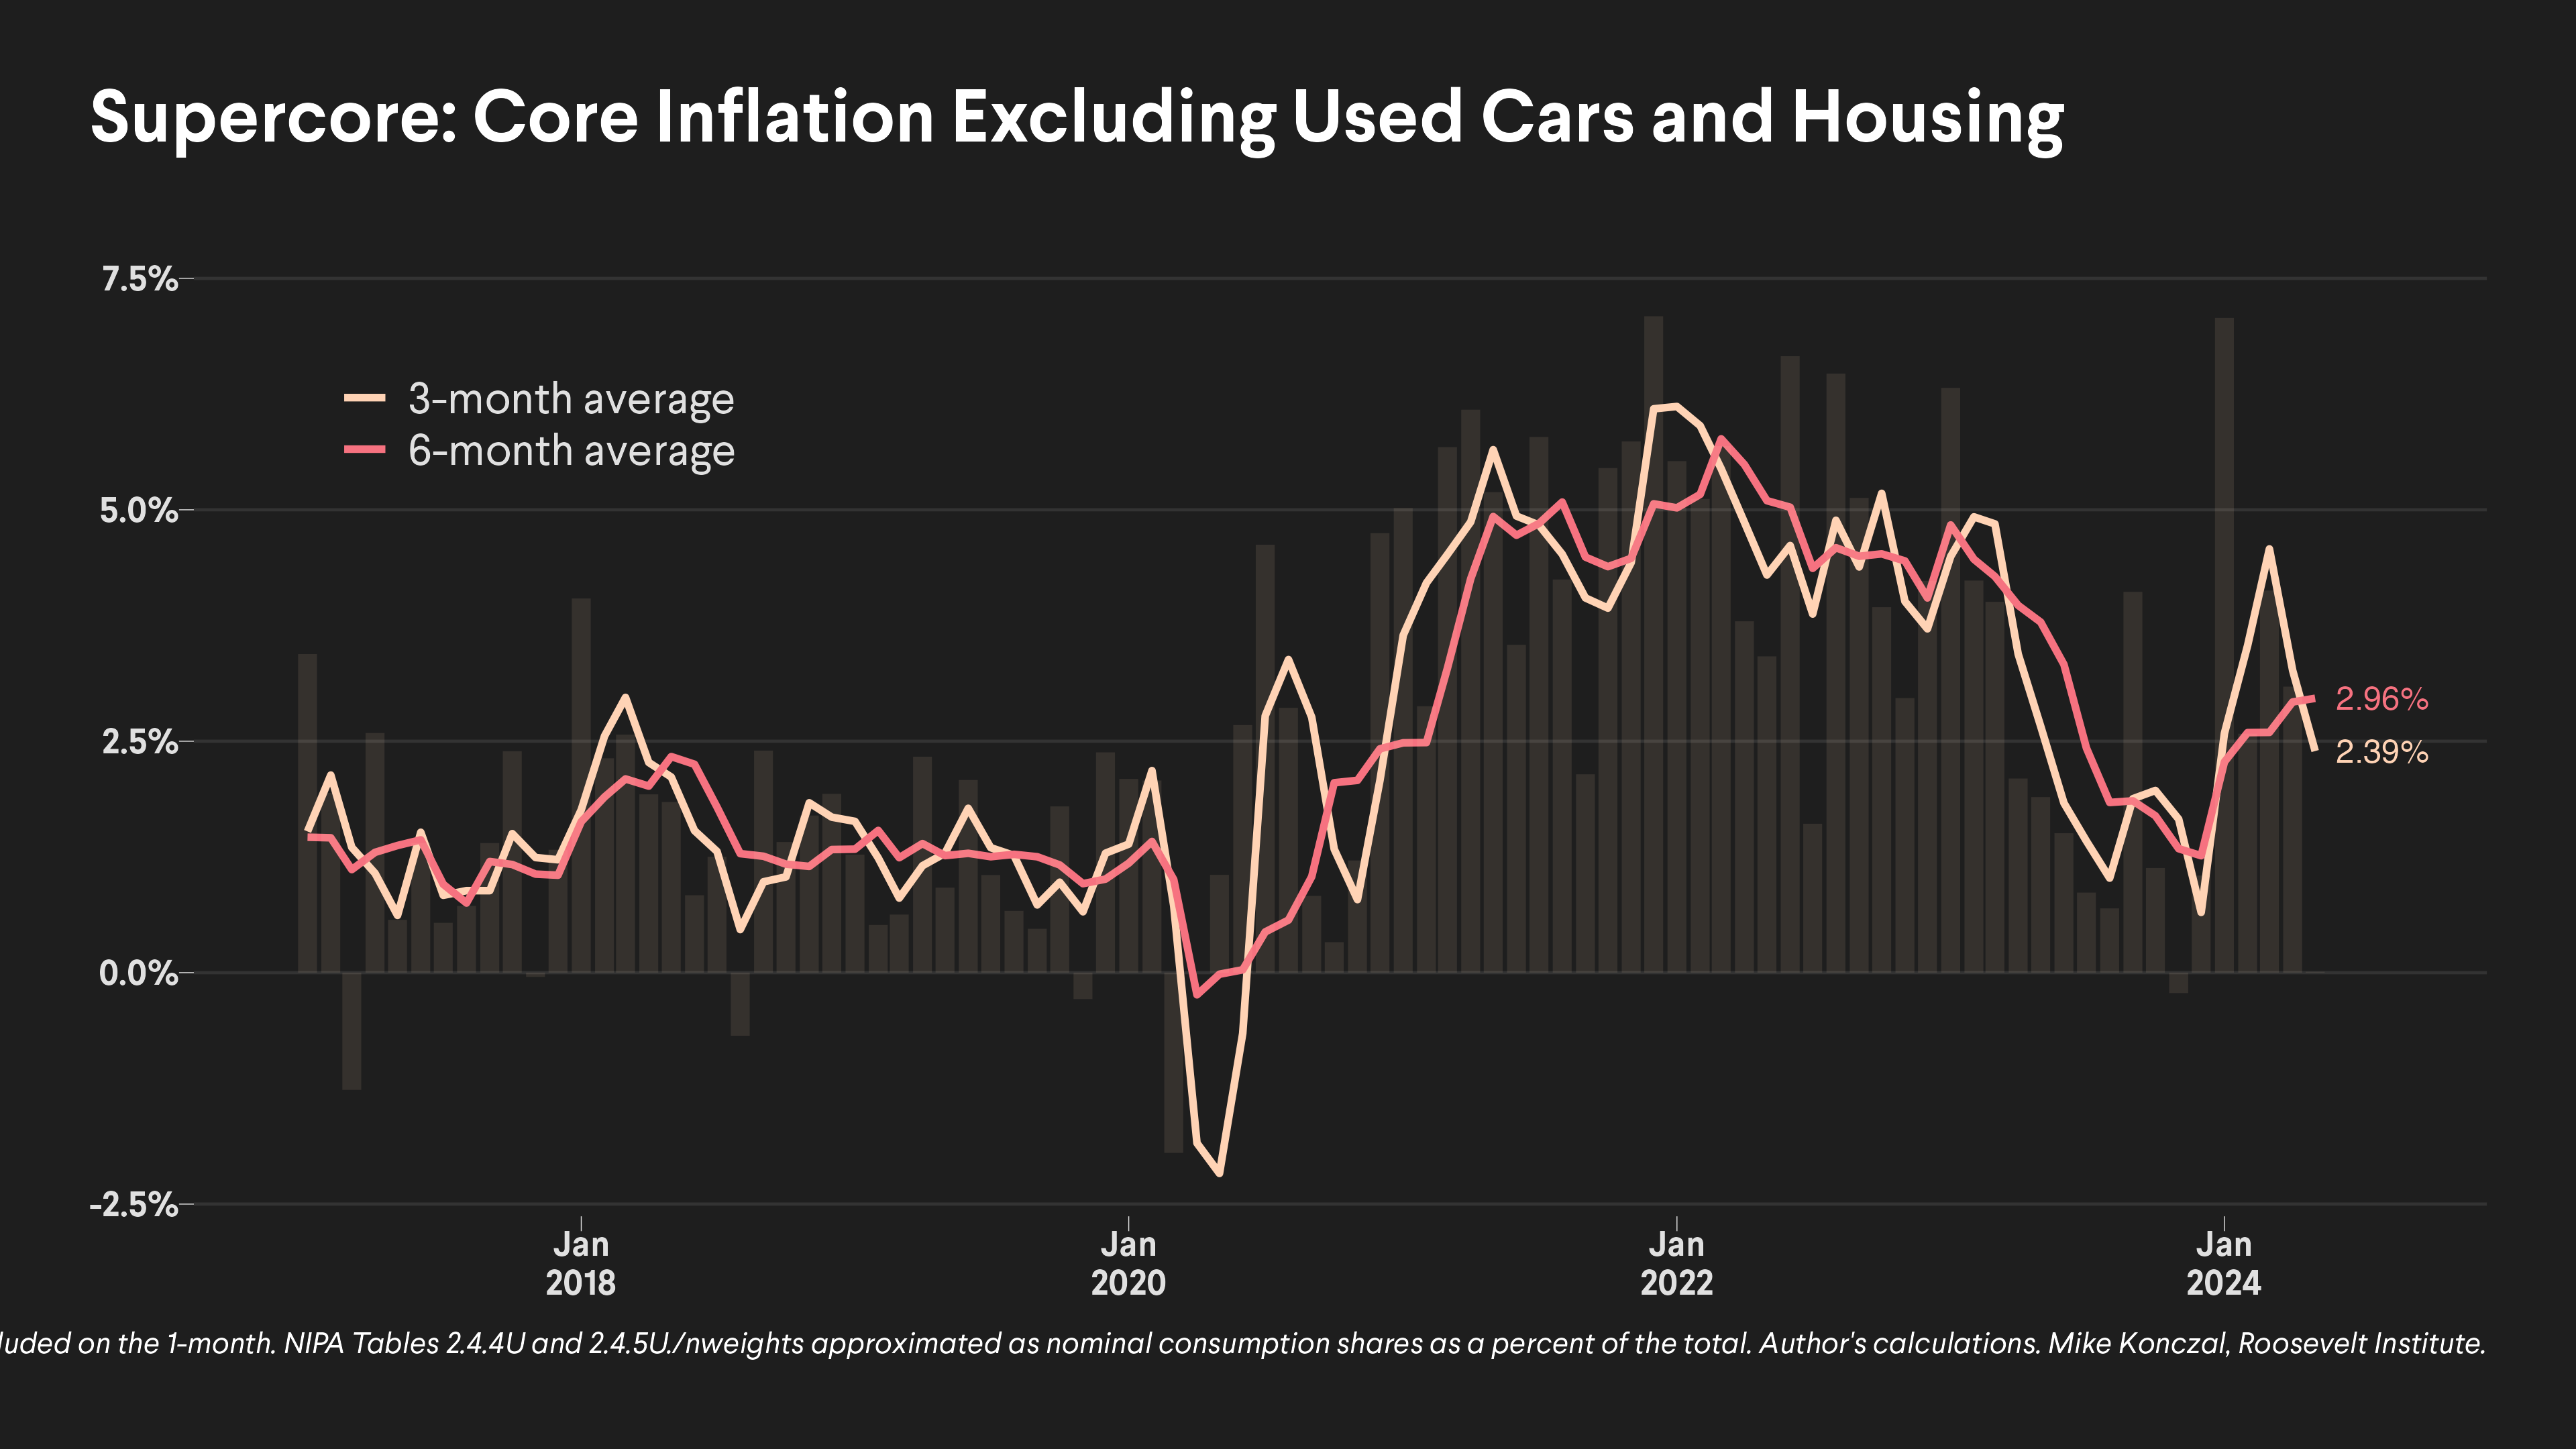 Supercore: Core Inflation Excluding Used Cars and Housing
7.5%
3-month average
6-month average
5.0%
2.5%
2.96%
2.39%
0.0%
-2.5%
Jan
2018
Jan
2020
Jan
2022
Jan
2024
on the 1-month. NIPA Tables 2.4.4U and 2.4.5U./nweights approximated as nominal consumption shares as a percent of the total. Author's calculations. Mike Konczal, Roosevelt Institute.